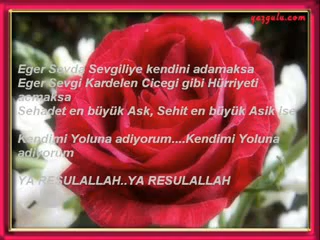 yazgulu.com
Eger Sevda Sevgiliye kendini adamaksa
Eger Sevgi Kardelen Cicegi gibi Hürriyeti
acmaksa
Sehadet en büyük Ask, Sehit en büyük Asik ise
Kendimi Yoluna adiyorum....Kendimi Yoluna
adiyorum
YA RESULALLAH..YA RESULALLAH